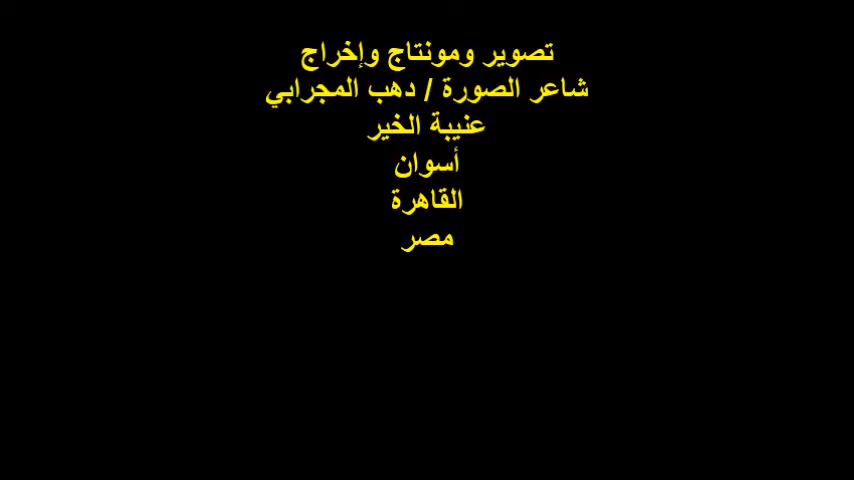 تصوير ومونتاج وإخراج
شاعر الصورة / دهب المجرابي
عنيبة الخير
أسوان
القاهرة
مصر